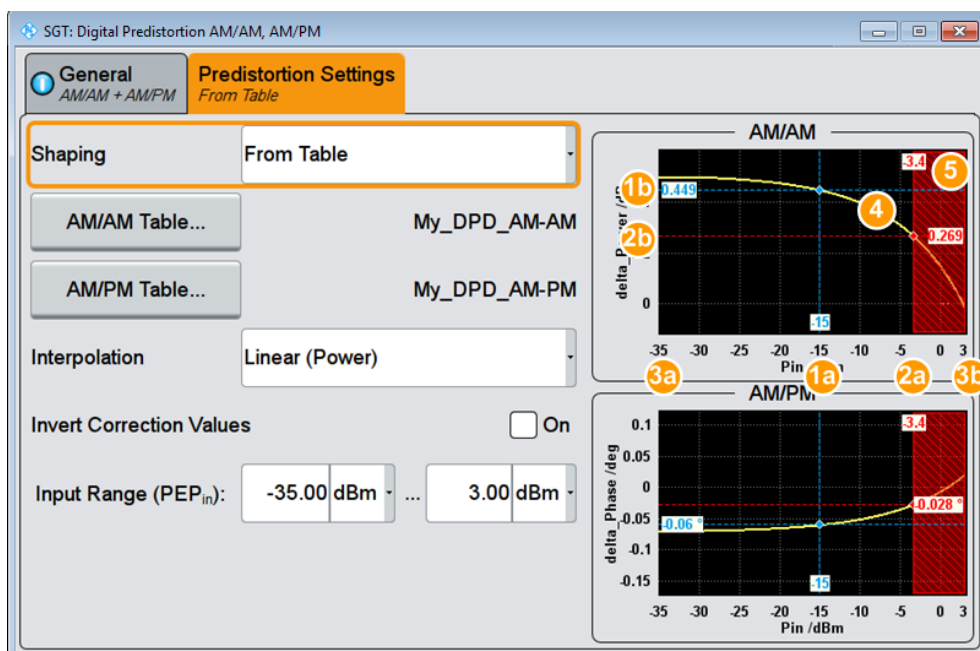 SGT: Digital Predistortion AM/AM, AM/PM
General
AM/AM + AM/PM
Predistortion Settings
From Table
Shaping
From Table
AM/AM Table...
My_DPD_AM-AM
AM/PM Table...
My_DPD_AM-PM
Interpolation
Linear (Power)
Invert Correction Values
On
Input Range (PEPin):
-35.00 dBm
...
3.00 dBm
AM/AM
-3.4
5
1b
0.449
4
2b
0.269
0
-15
-35 -30 -25 -20 -15 -10 -5 0 3
3a
1a
2a
3b
AM/PM
0.1
-3.4
0.05
0
-0.028 °
-0.05
-0.06 °
-0.1
-0.15
-15
delta_Phase /deg
-35 -30 -25 -20 -15 -10 -5 0 3
Pin /dBm